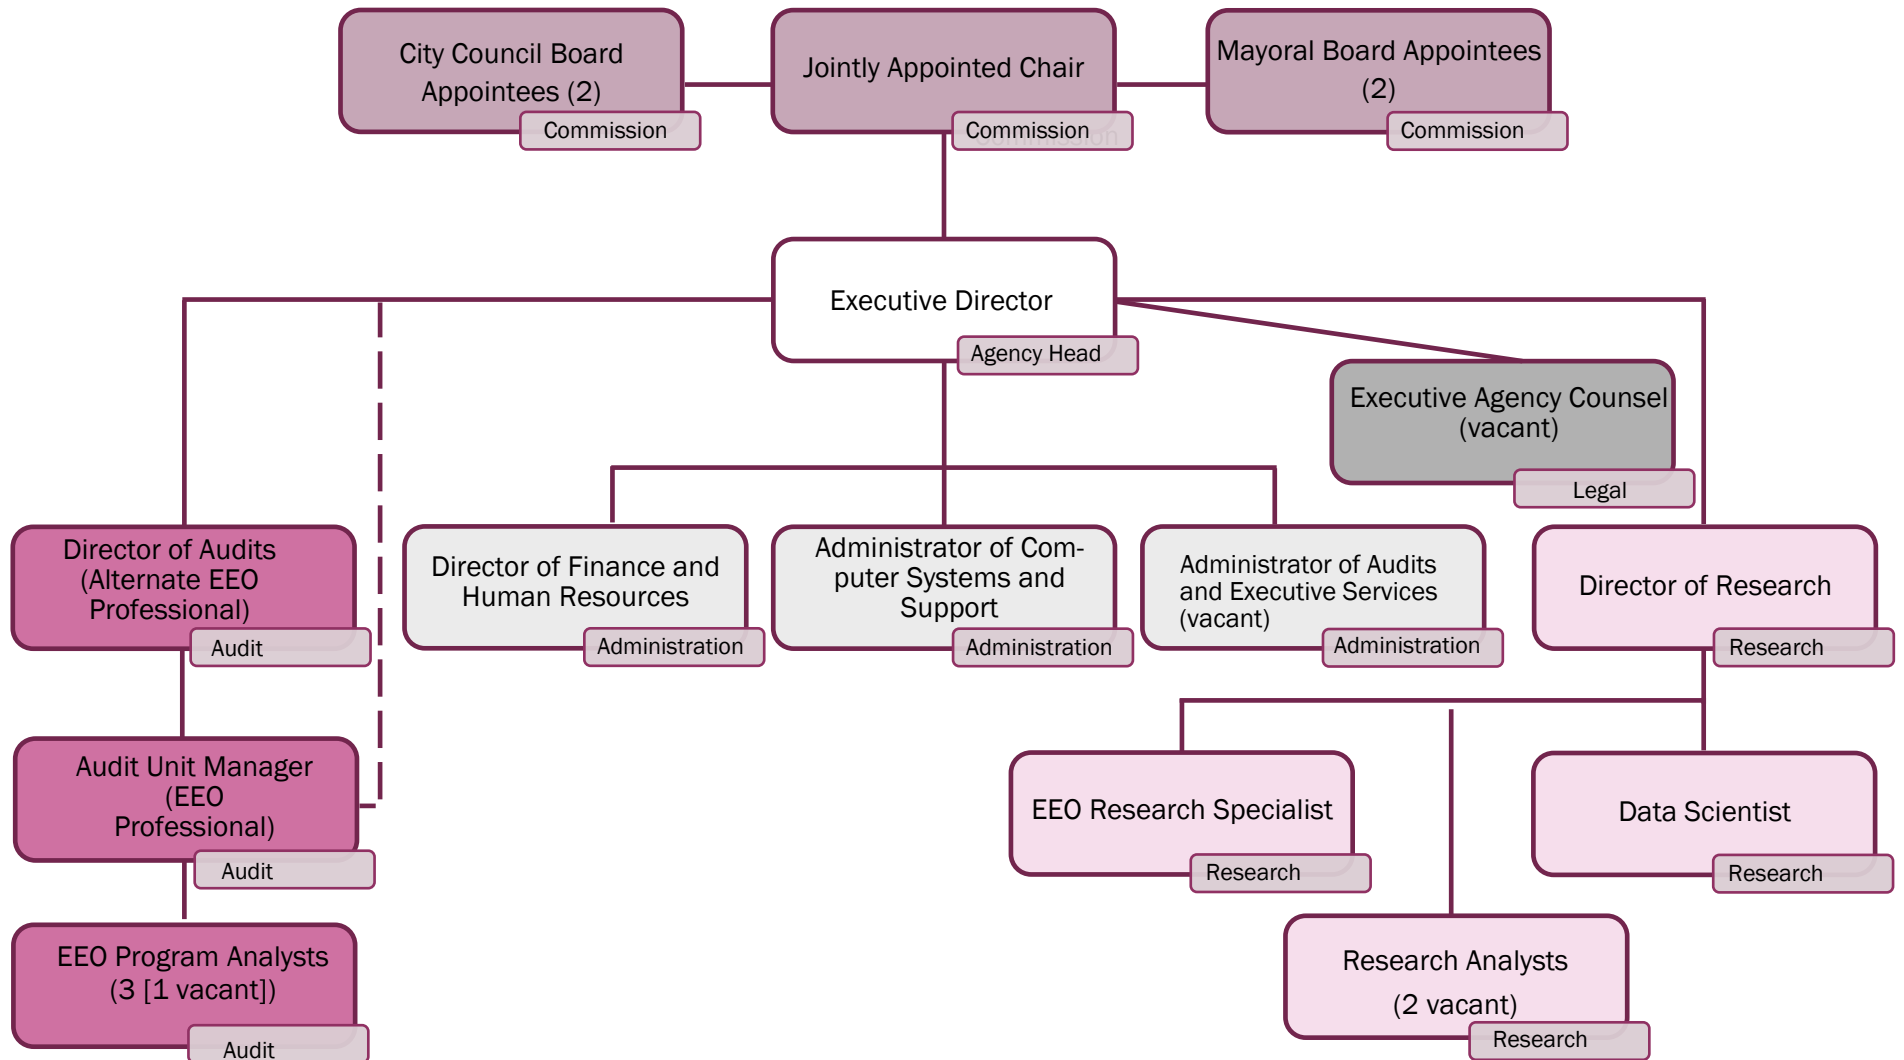 City Council Board
Appointees (2)
Commission
Jointly Appointed Chair
Commission
Commission
Mayoral Board Appointees
(2)
Commission
Executive Director
Agency Head
Executive Agency Counsel
(vacant)
Legal
Director of Audits
(Alternate EEO
Professional)
Audit
Director of Finance and
Human Resources
Administration
Administrator of Com-
puter Systems and
Support
Administration
Administrator of Audits
and Executive Services
(vacant)
Administration
Director of Research
Research
Audit Unit Manager
(EEO
Professional)
Audit
EEO Research Specialist
Research
Data Scientist
Research
EEO Program Analysts
(3 [1 vacant])
Audit
Research Analysts
(2 vacant)
Research